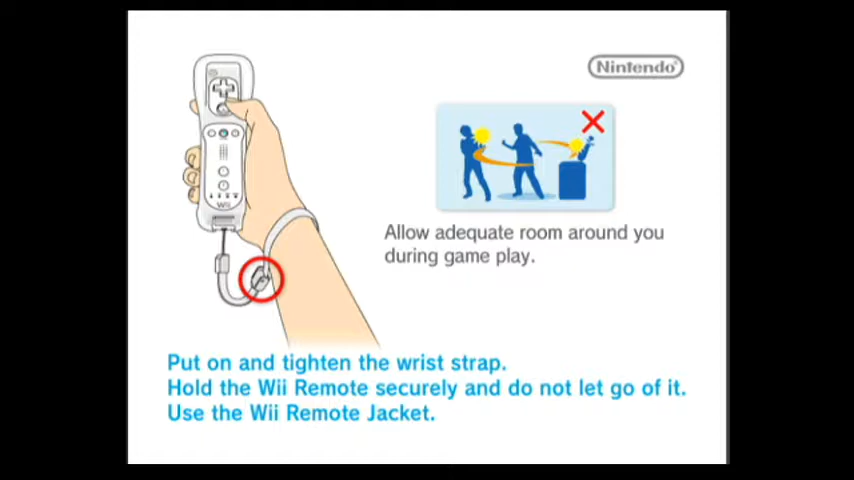 Nintendo®
Wii
Allow adequate room around you
during game play.
Put on and tighten the wrist strap.
Hold the Wii Remote securely and do not let go of it.
Use the Wii Remote Jacket.